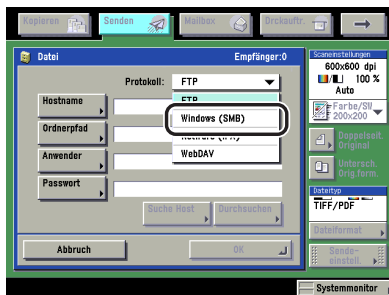 Kopieren
Senden
Mailbox
Druckauftr.
Datei
Empfänger:0
Protokoll:
FTP
FTP
Windows (SMB)
WebDAV
Hostname
Ordnerpfad
Anwender
Passwort
Suche Host
Durchsuchen
Abbruch
OK
Scaneinstellungen
600x600 dpi
100 %
Auto
Farbe/SW
200x200
Doppelseit.
Original
Untersch.
Orig.form.
Dateityp
TIFF/PDF
Dateiformat
Sende-
einstell.
Systemmonitor